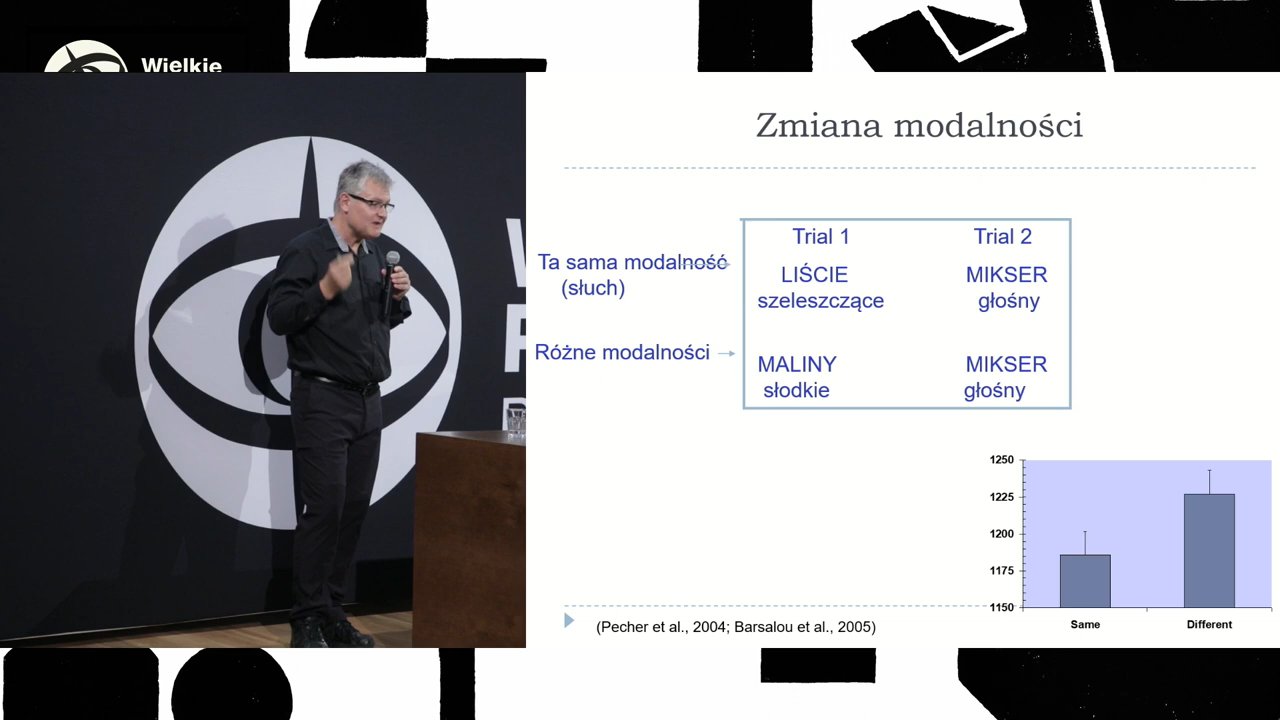 Wielkie
Zmiana modalności
Trial 1 Trial 2
Ta sama modalność
(słuch)
LIŚCIE MIKSER
szeleszczące głośny
Różne modalności
MALINY MIKSER
słodkie głośny
1250
1225
1200
1175
1150
Same Different
(Pecher et al., 2004; Barsalou et al., 2005)